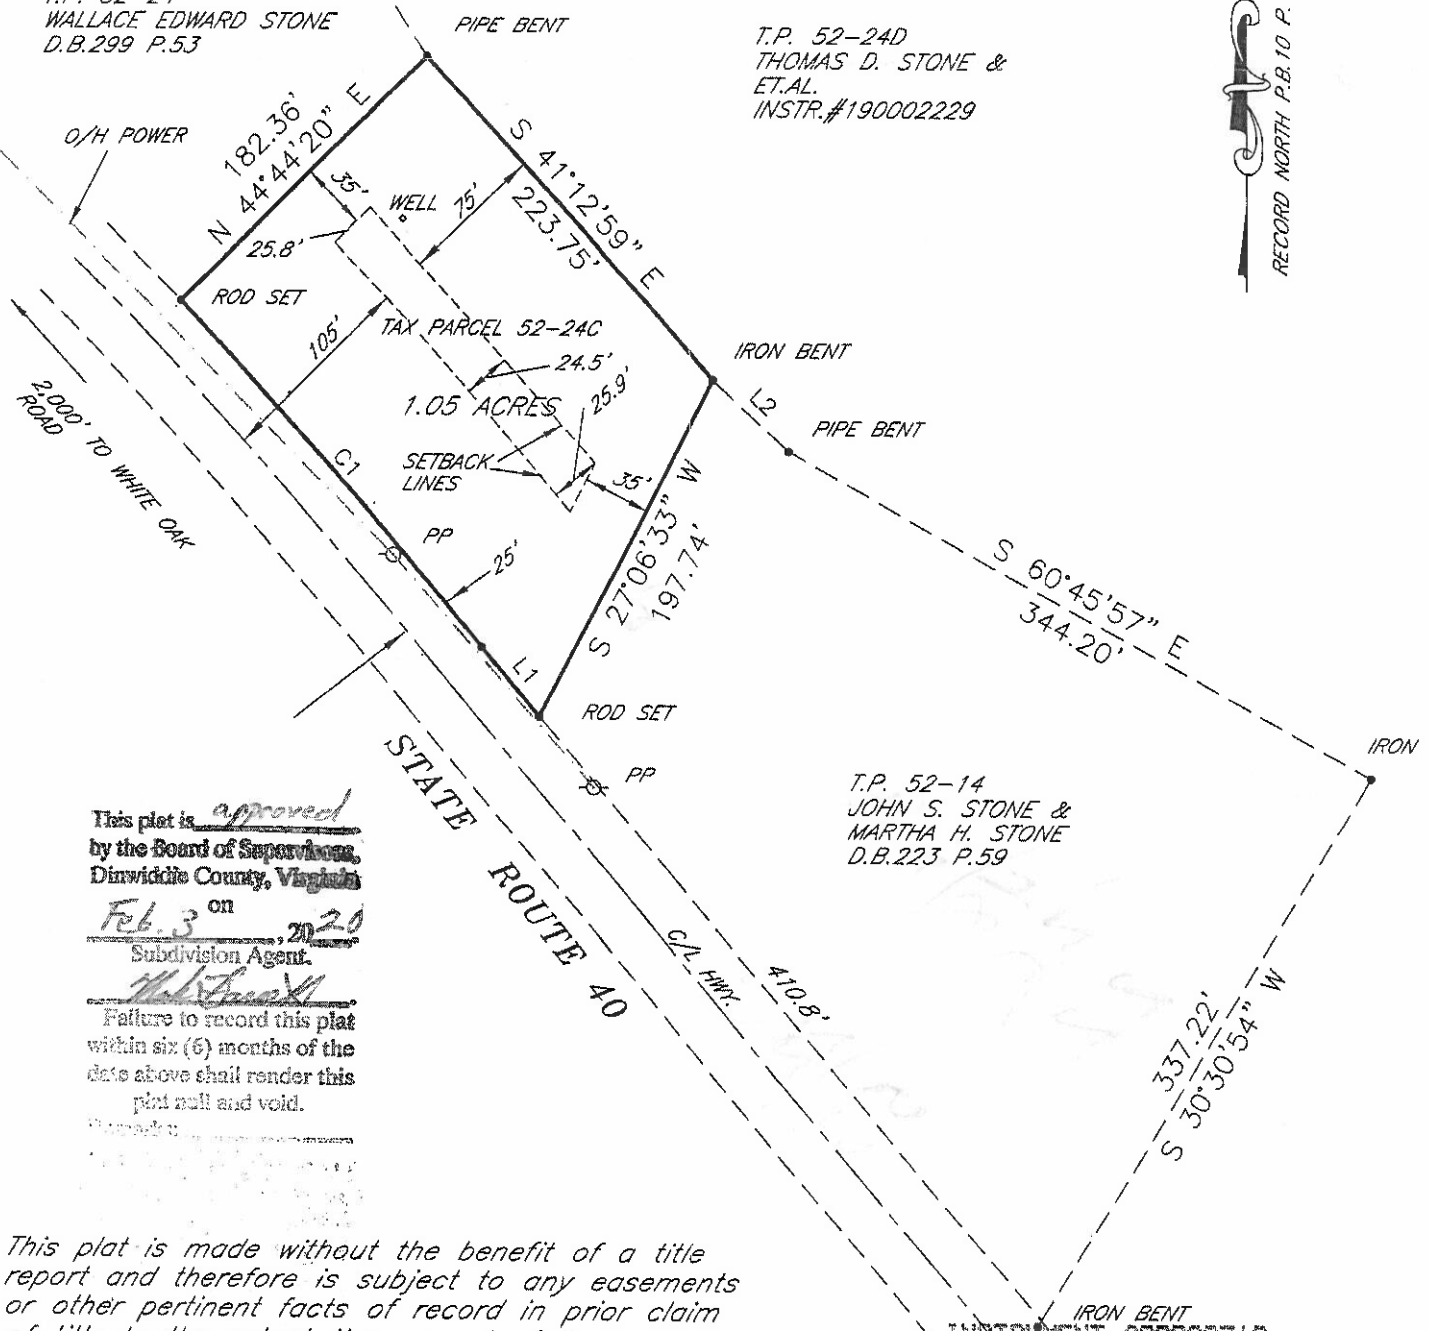 WALLACE EDWARD STONE
D.B.299 P.53
PIPE BENT
T.P. 52-24D
THOMAS D. STONE &
ET.AL.
INSTR.#190002229
RECORD NORTH P.B.10 P.
O/H POWER
182.36'
N 44°44'20" E
S 41°12'59" E
223.75'
35'
WELL
75'
25.8'
ROD SET
105'
TAX PARCEL 52-24C
24.5'
25.9'
1.05 ACRES
IRON BENT
L2
PIPE BENT
2,000' TO WHITE OAK
ROAD
C1
SETBACK
LINES
35'
PP
25'
S 27°06'33" W
197.74'
S 60°45'57" E
344.20'
L1
ROD SET
PP
IRON
STATE ROUTE 40
T.P. 52-14
JOHN S. STONE &
MARTHA H. STONE
D.B.223 P.59
This plat is approved
by the Board of Supervisors,
Dinwiddie County, Virginia
on
Feb. 3, 2020
Subdivision Agent.
Failure to record this plat
within six (6) months of the
date above shall render this
plat null and void.
C/L HWY.
410.8'
337.22'
S 30°30'54" W
This plat is made without the benefit of a title
report and therefore is subject to any easements
or other pertinent facts of record in prior claim
IRON BENT